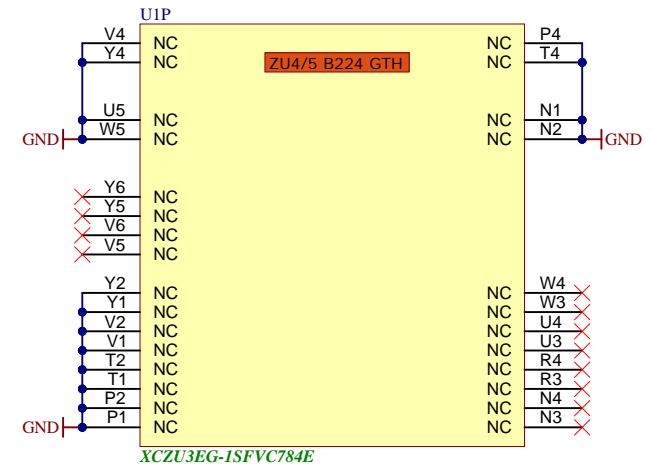 U1P
V4 NC NC P4
Y4 NC ZU4/5 B224 GTH NC T4
U5 NC NC N1
GND W5 NC NC N2 GND
Y6 NC
Y5 NC
V6 NC
V5 NC
Y2 NC NC W4
Y1 NC NC W3
V2 NC NC U4
V1 NC NC U3
T2 NC NC R4
T1 NC NC R3
P2 NC NC N4
GND P1 NC NC N3
XCZU3EG-1SFVC784E